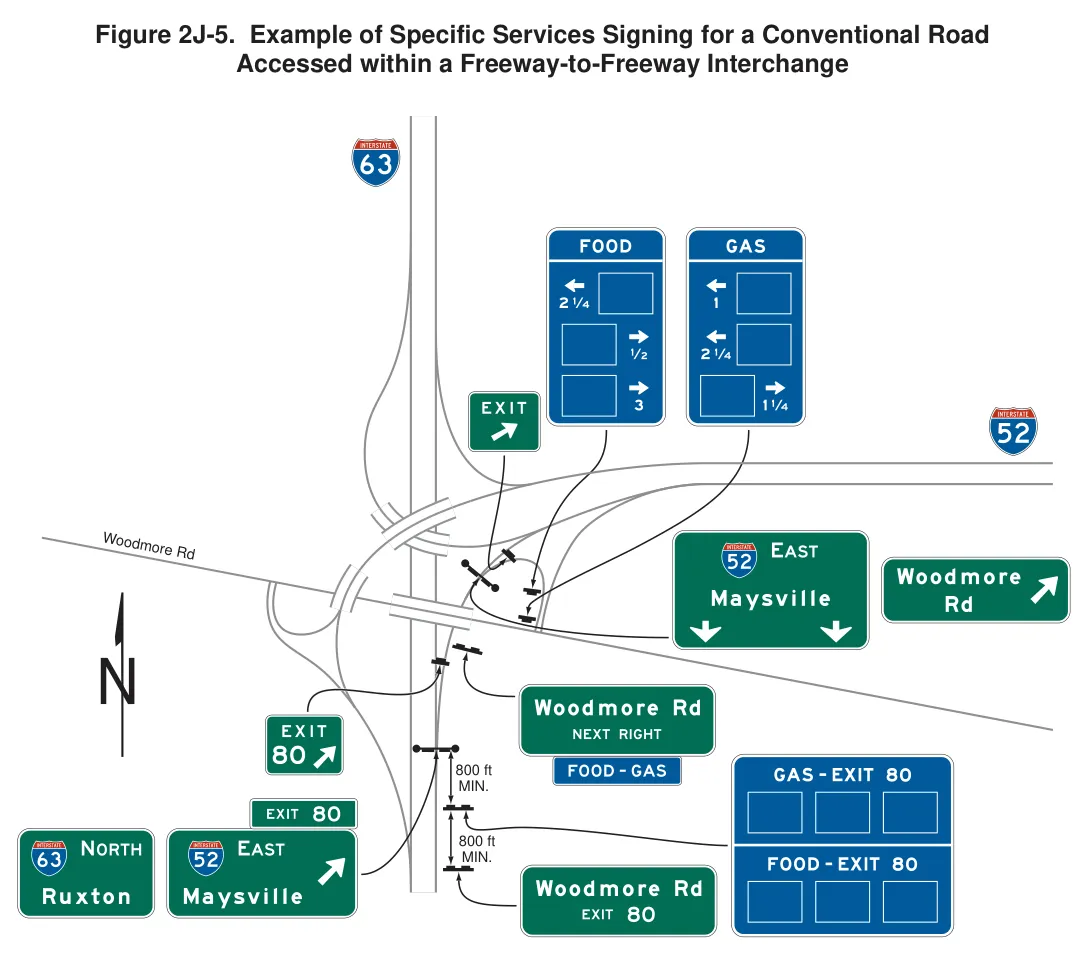 Figure 2J-5. Example of Specific Services Signing for a Conventional Road
Accessed within a Freeway-to-Freeway Interchange
INTERSTATE
63
FOOD
2 1/4
1/2
3
GAS
1
2 1/4
1 1/4
EXIT
INTERSTATE
52
Woodmore Rd
INTERSTATE
52 EAST
Maysville
Woodmore
Rd
N
EXIT
80
Woodmore Rd
NEXT RIGHT
FOOD - GAS
800 ft
MIN.
800 ft
MIN.
GAS - EXIT 80
FOOD - EXIT 80
EXIT 80
INTERSTATE
63 NORTH
Ruxton
INTERSTATE
52 EAST
Maysville
Woodmore Rd
EXIT 80